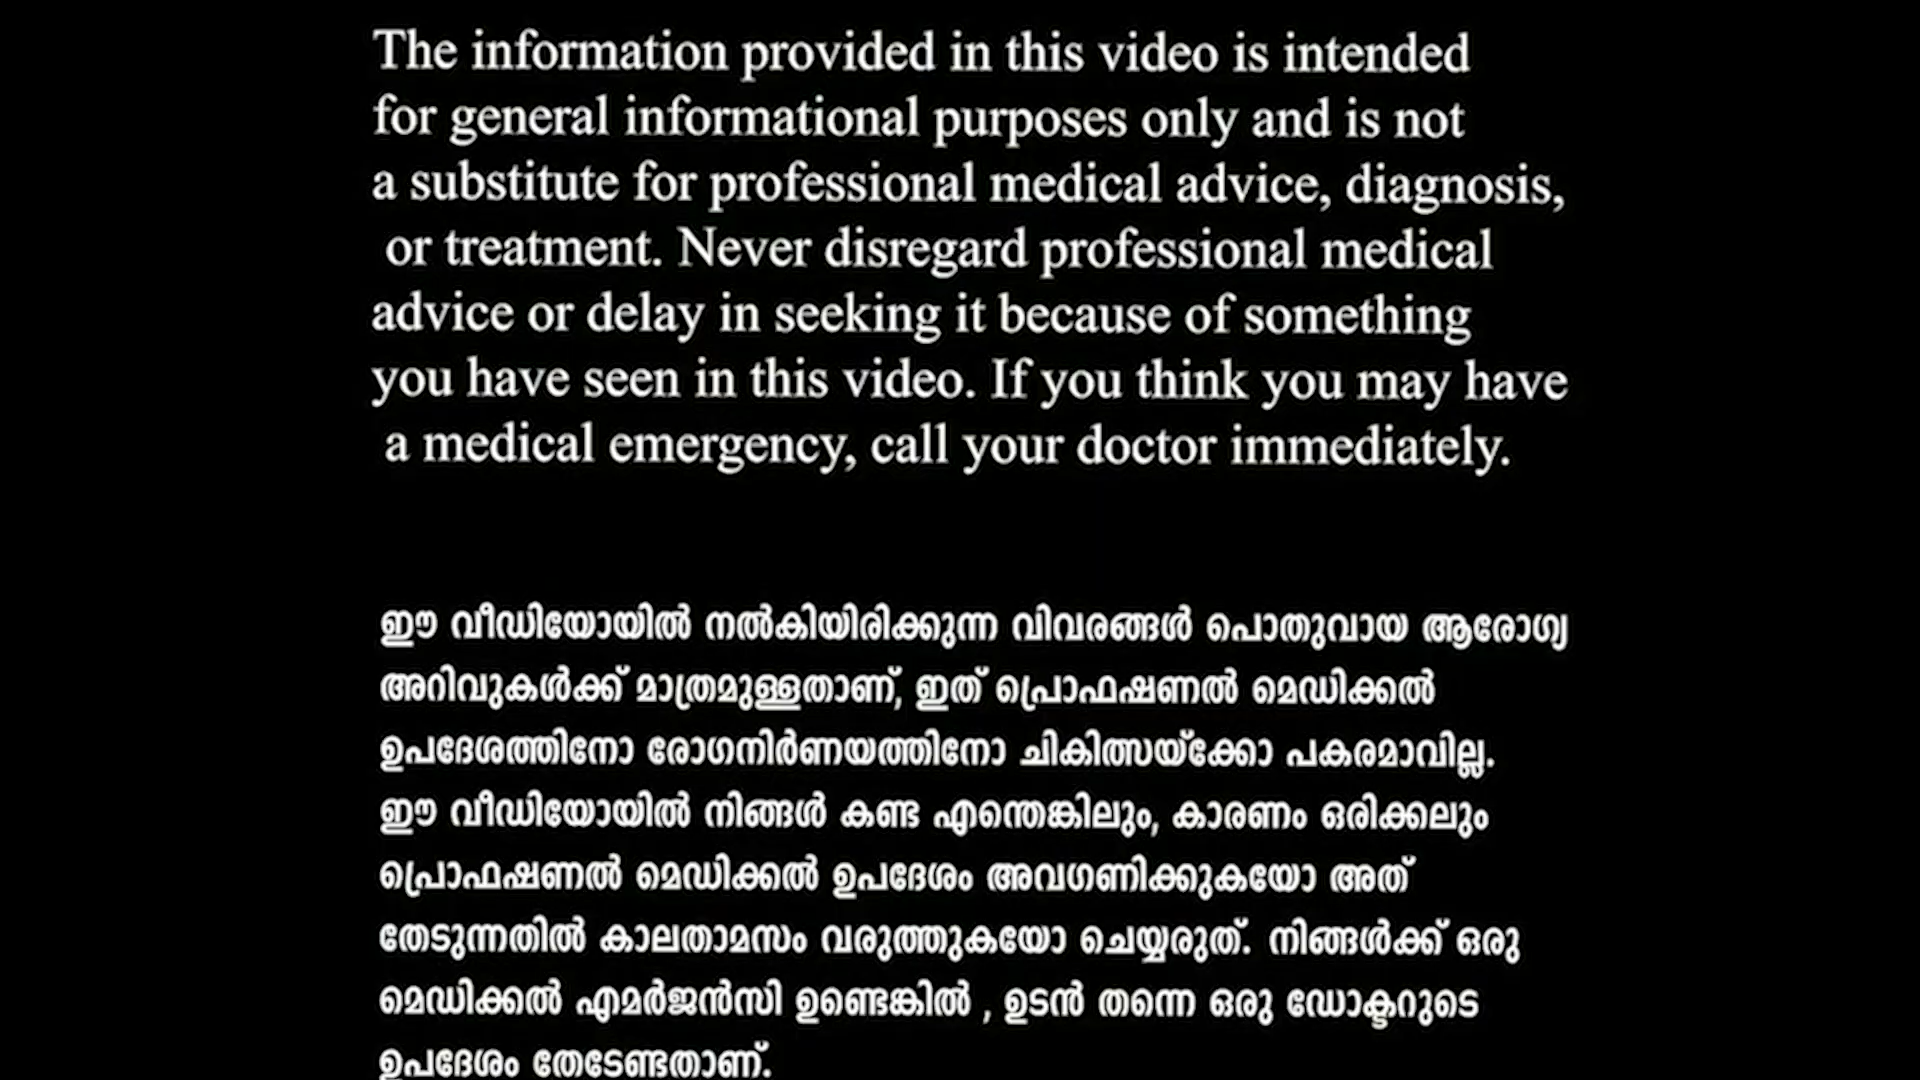 The information provided in this video is intended
for general informational purposes only and is not
a substitute for professional medical advice, diagnosis,
or treatment. Never disregard professional medical
advice or delay in seeking it because of something
you have seen in this video. If you think you may have
a medical emergency, call your doctor immediately.
ഈ വീഡിയോയിൽ നൽകിയിരിക്കുന്ന വിവരങ്ങൾ പൊതുവായ ആരോഗ്യ
അറിവുകൾക്ക് മാത്രമുള്ളതാണ്, ഇത് പ്രൊഫഷണൽ മെഡിക്കൽ
ഉപദേശത്തിനോ രോഗനിർണയത്തിനോ ചികിത്സയ്ക്കോ പകരമാവില്ല.
ഈ വീഡിയോയിൽ നിങ്ങൾ കണ്ട എന്തെങ്കിലും, കാരണം ഒരിക്കലും
പ്രൊഫഷണൽ മെഡിക്കൽ ഉപദേശം അവഗണിക്കുകയോ അത്
തേടുന്നതിൽ കാലതാമസം വരുത്തുകയോ ചെയ്യരുത്. നിങ്ങൾക്ക് ഒരു
മെഡിക്കൽ എമർജൻസി ഉണ്ടെങ്കിൽ , ഉടൻ തന്നെ ഒരു ഡോക്ടറുടെ
ഉപദേശം തേടേണ്ടതാണ്.